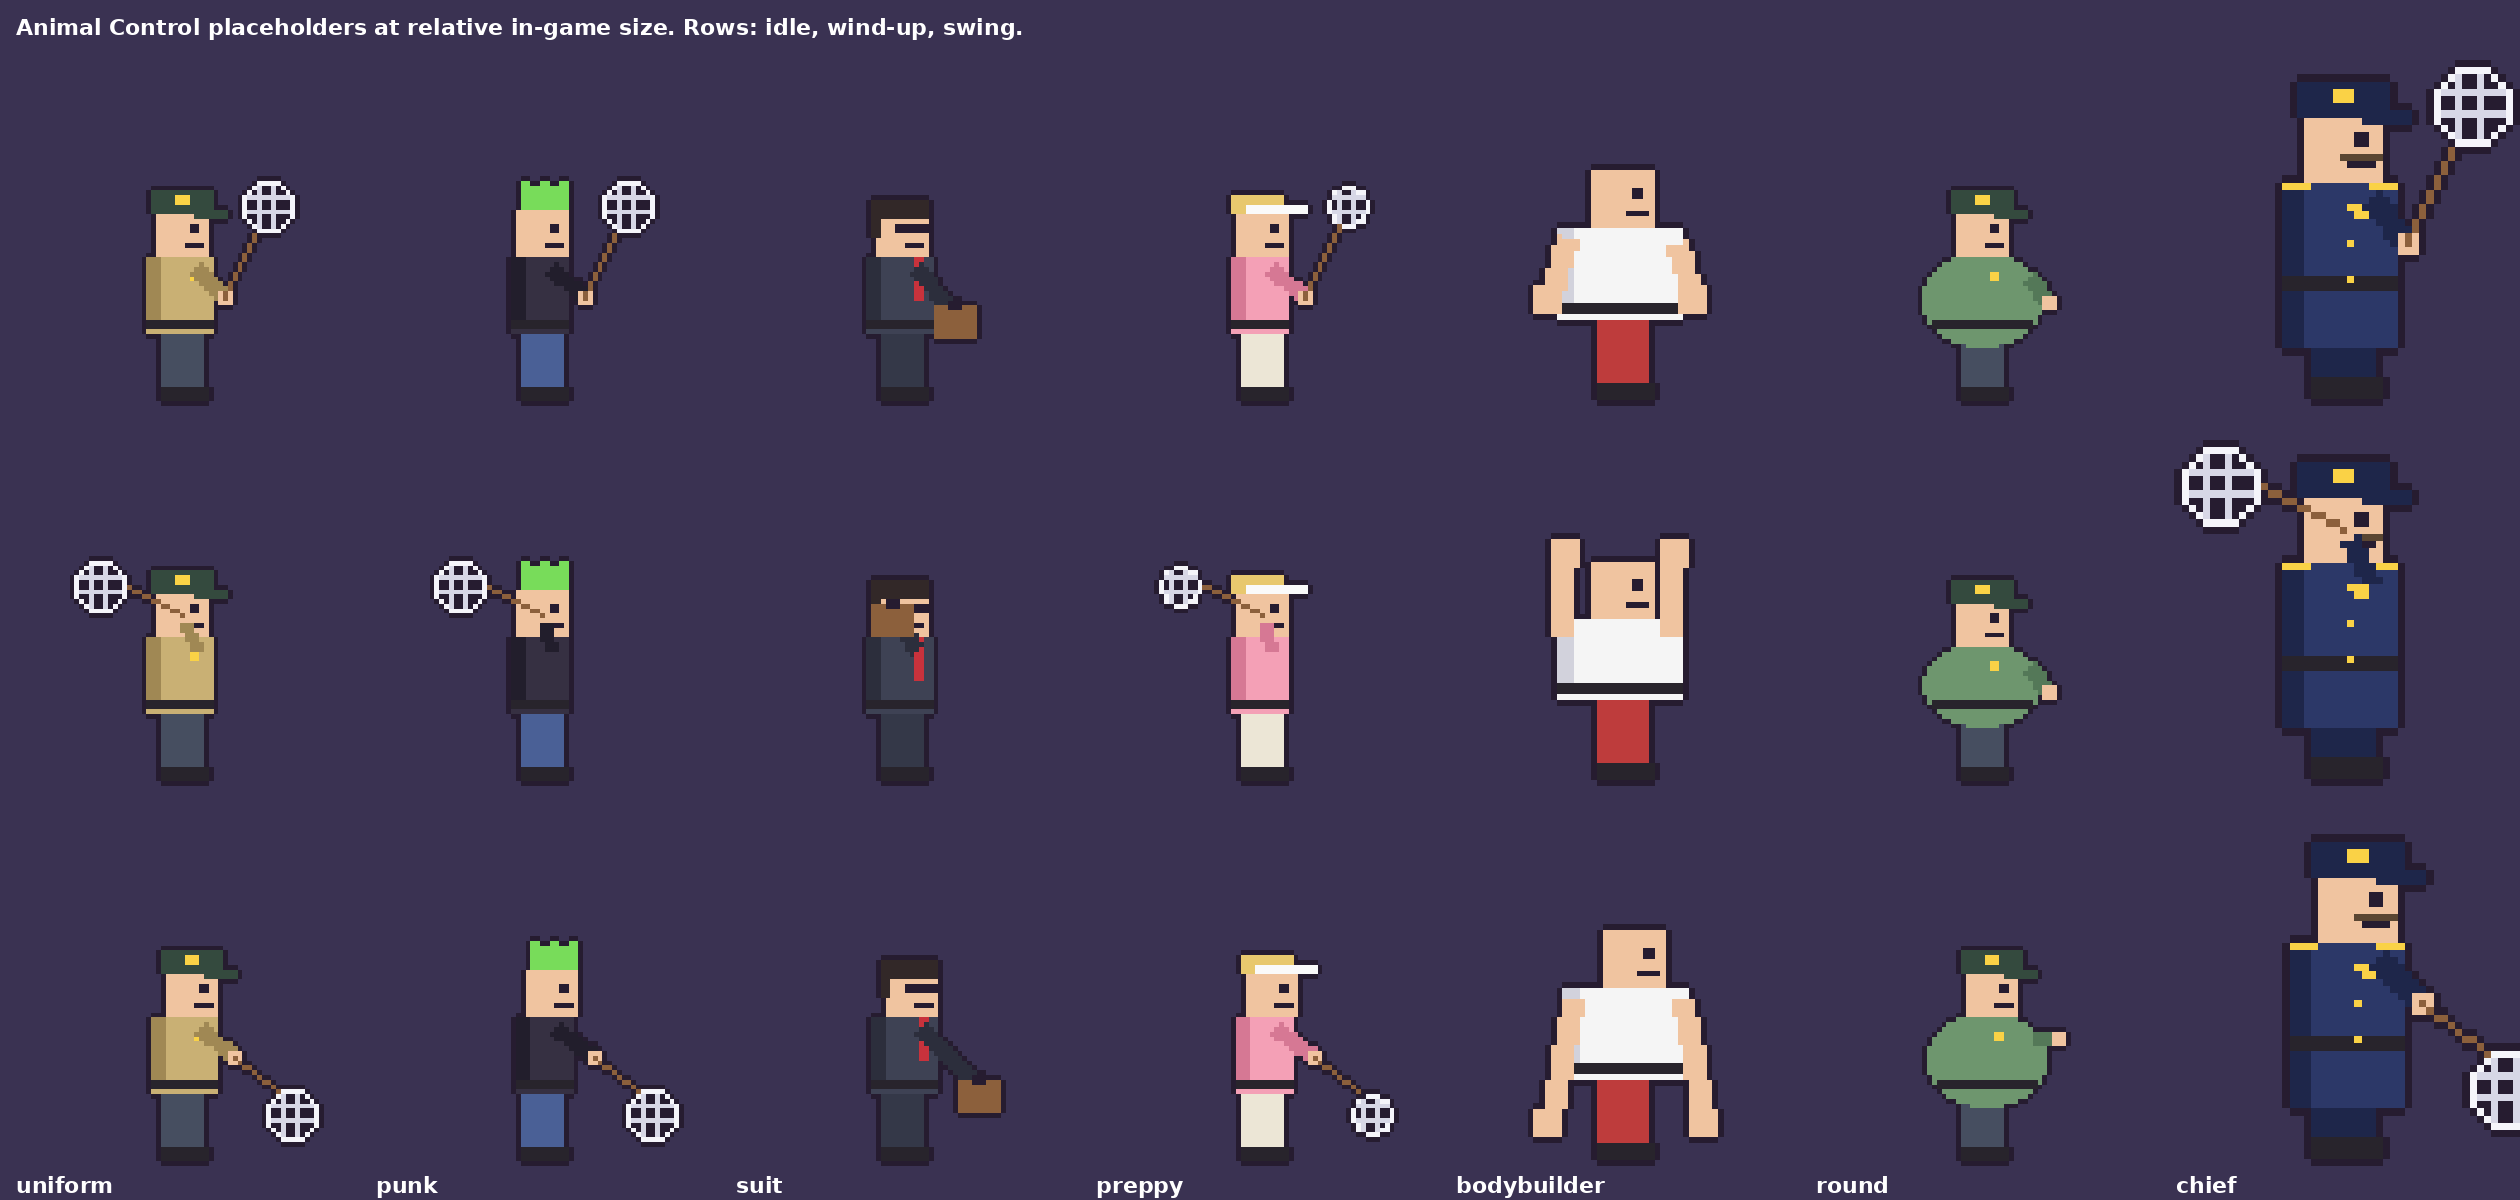 Animal Control placeholders at relative in-game size. Rows: idle, wind-up, swing.
uniform punk suit preppy bodybuilder round chief